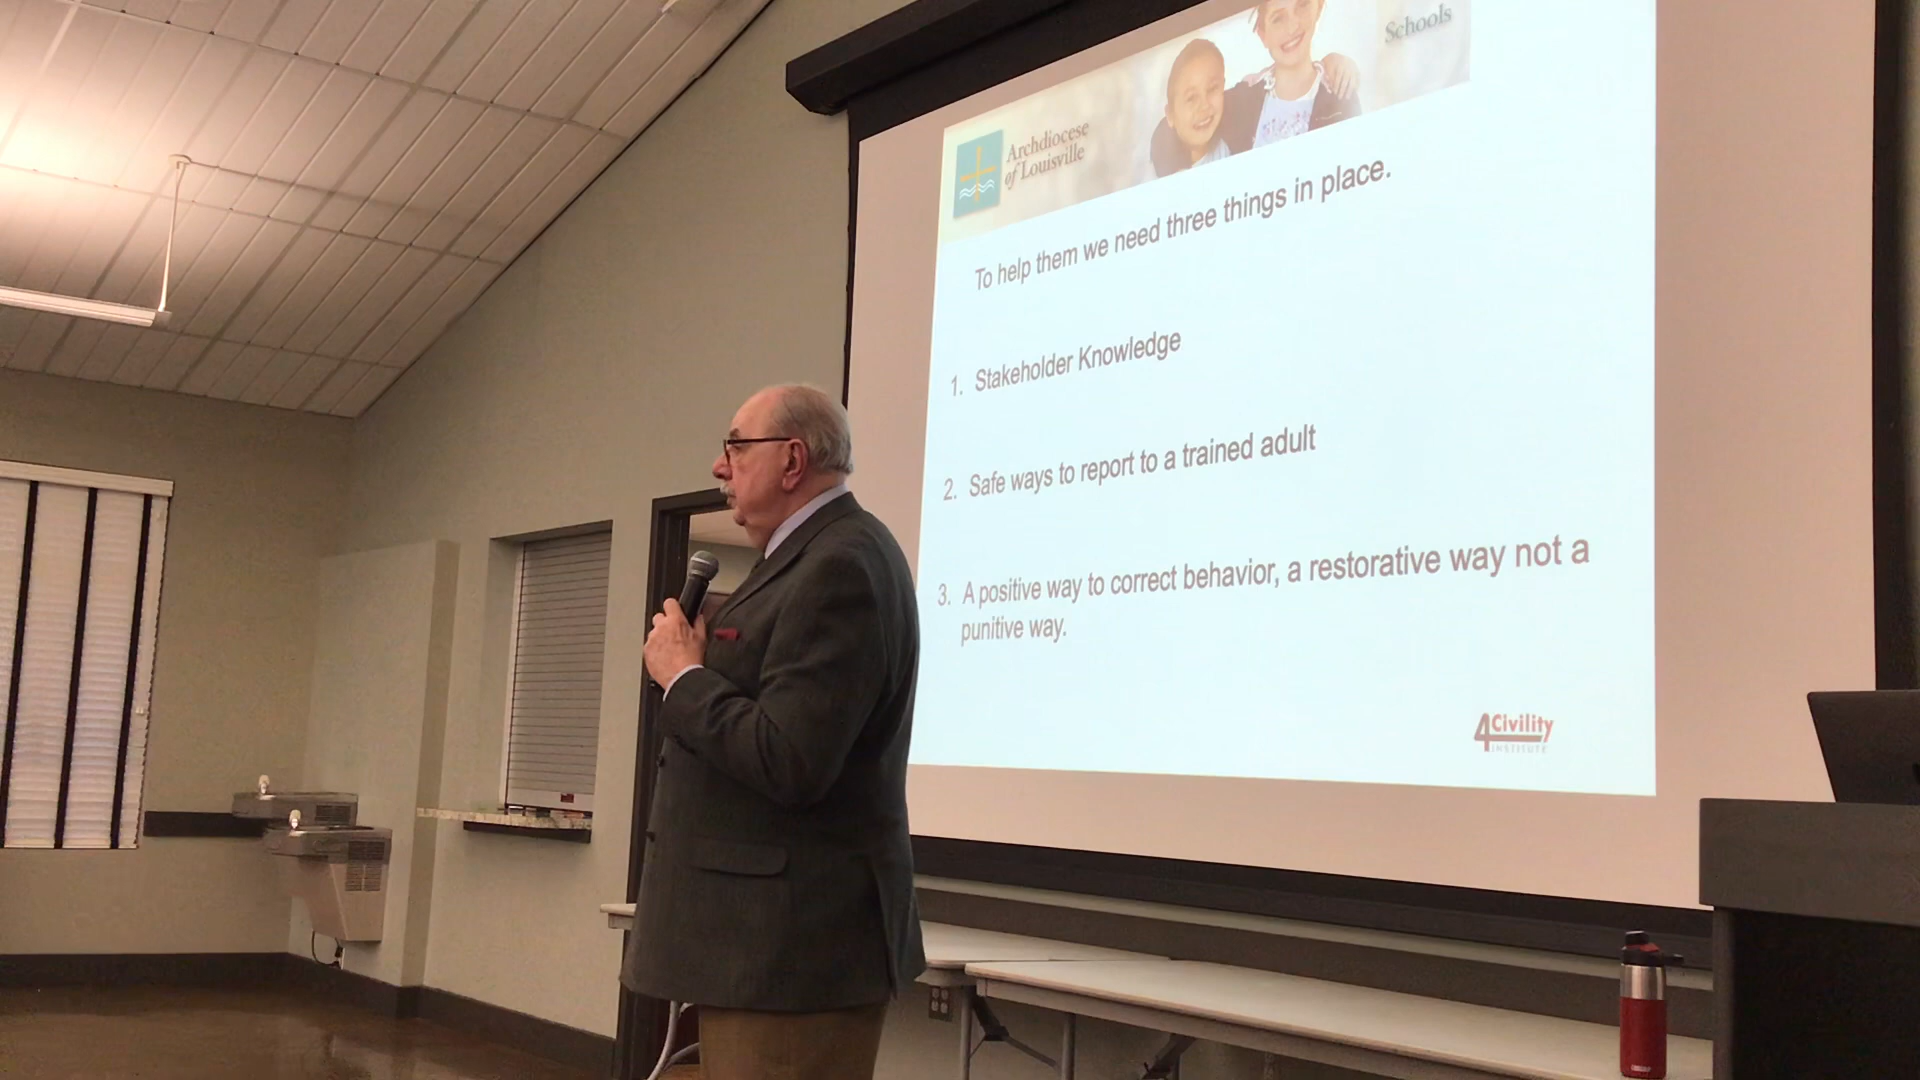 Schools
Archdiocese
of Louisville
To help them we need three things in place.
1. Stakeholder Knowledge
2. Safe ways to report to a trained adult
3. A positive way to correct behavior, a restorative way not a
punitive way.
4Civility
INSTITUTE